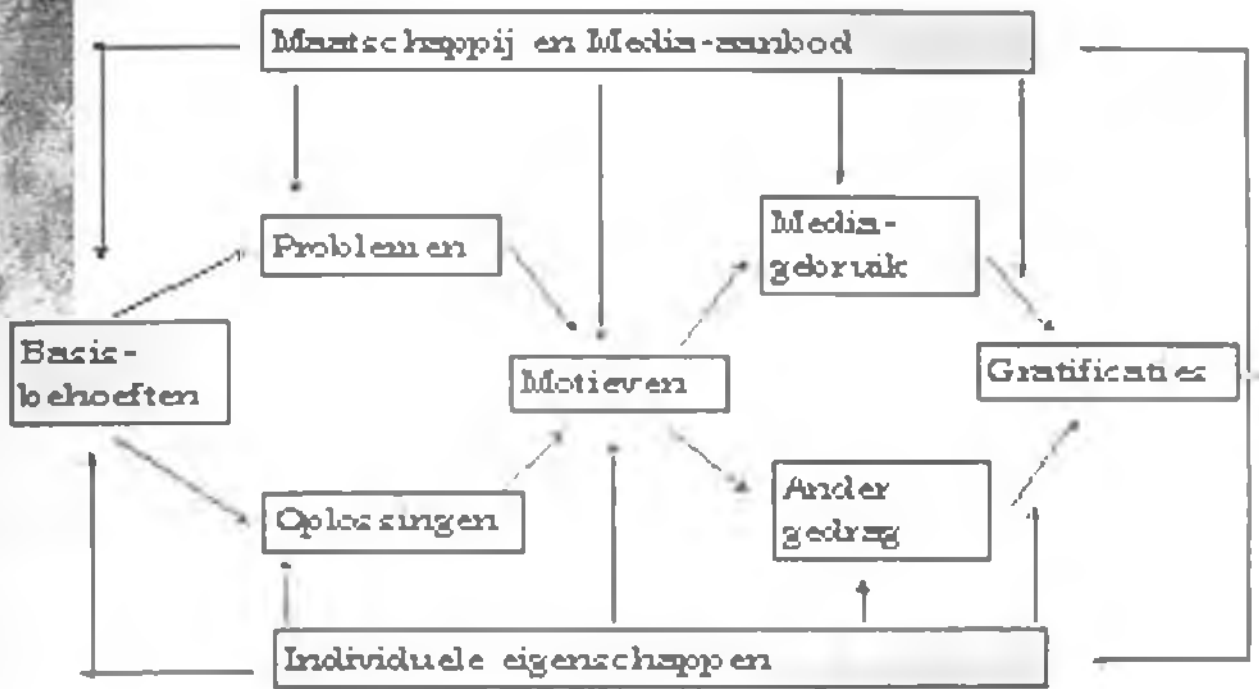 Maatschappij en Media-aanbod
Problemen
Media-
gebruik
Basis-
behoeften
Motieven
Gratificaties
Oplossingen
Ander
gedrag
Individuele eigenschappen